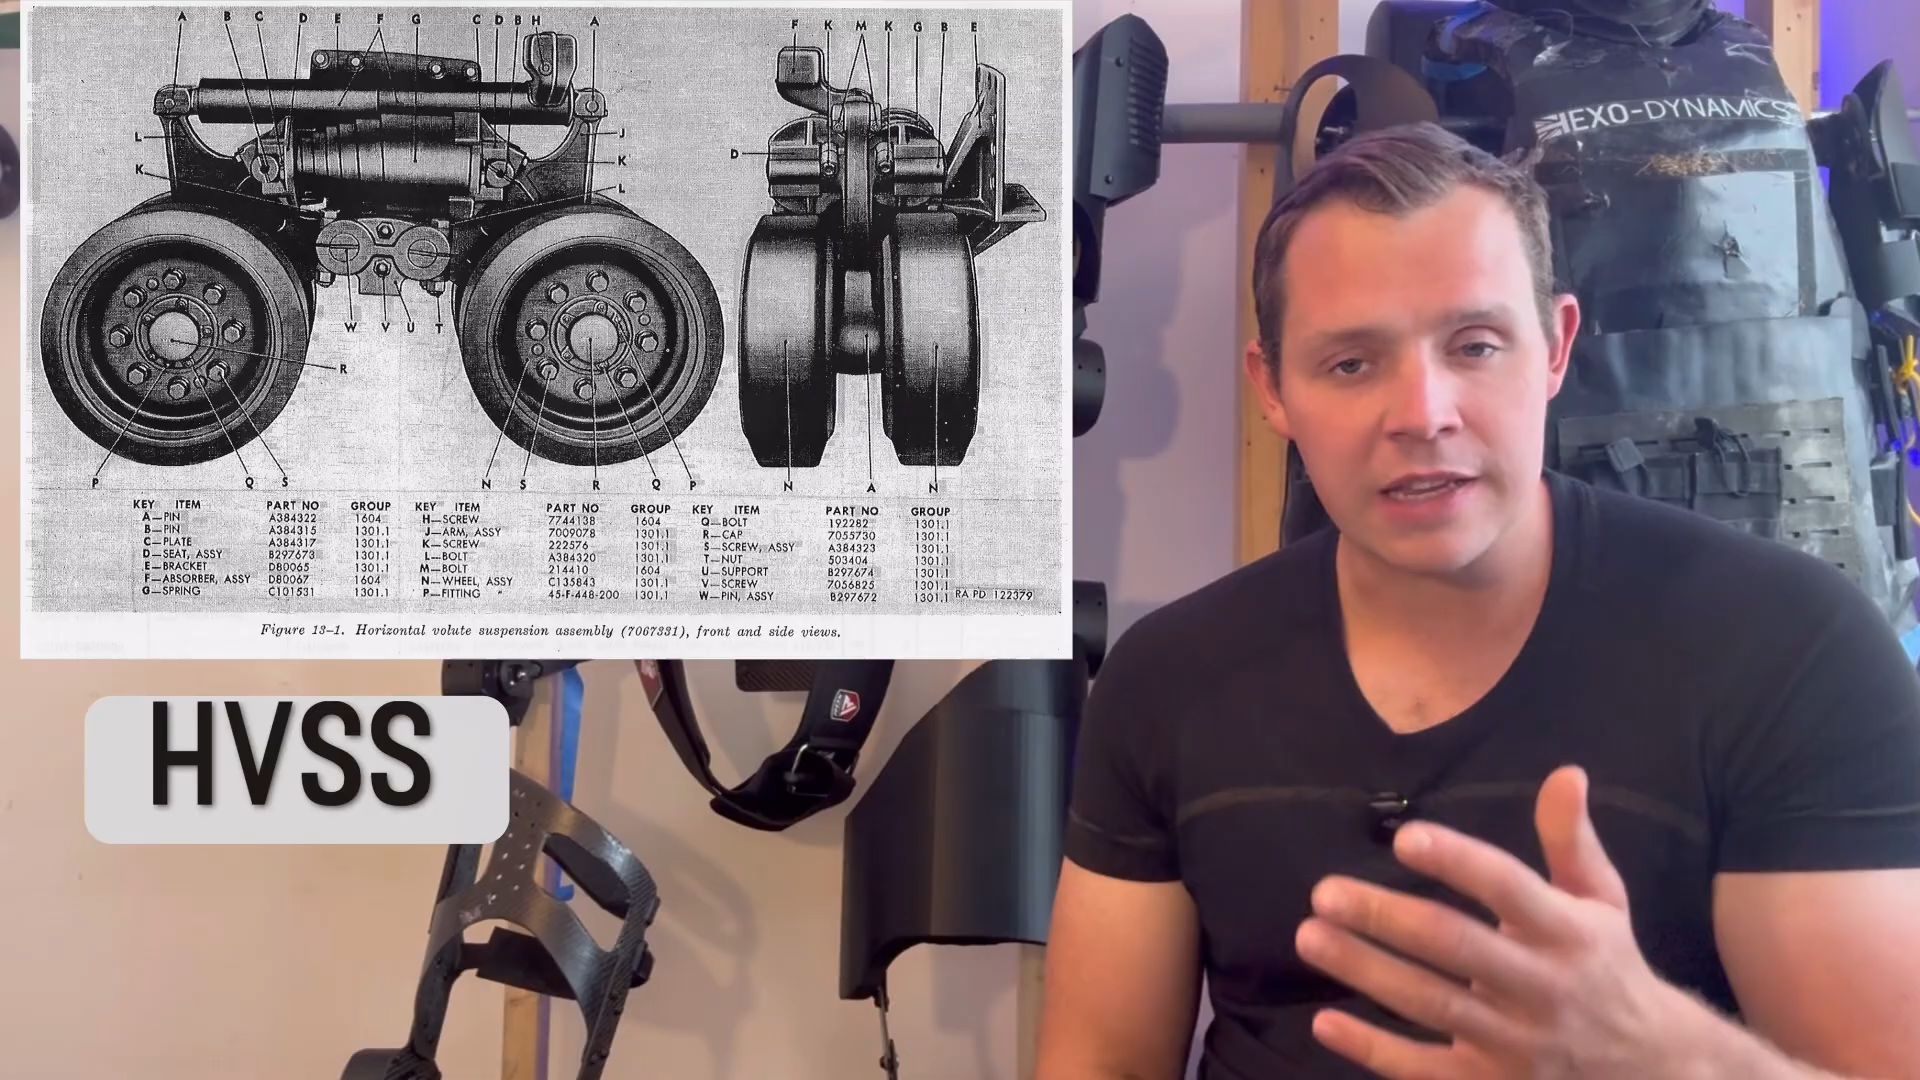 A B C D E F G C D B H A
F K M K G B E
L
J
D
K
K
L
W V U T
R
P Q S N S R Q P N A N
KEY ITEM PART NO GROUP
A—PIN A384322 1604
B—PIN A384315 1301.1
C—PLATE A384317 1301.1
D—SEAT, ASSY B297673 1301.1
E—BRACKET D80065 1301.1
F—ABSORBER, ASSY D80067 1604
G—SPRING C101531 1301.1
KEY ITEM PART NO GROUP
H—SCREW 7744138 1604
J—ARM, ASSY 7009078 1301.1
K—SCREW 222576 1301.1
L—BOLT A384320 1301.1
M—BOLT 214410 1604
N—WHEEL, ASSY C135843 1301.1
P—FITTING 45-F-448-200 1301.1
KEY ITEM PART NO GROUP
Q—BOLT 192282 1301.1
R—CAP 7055730 1301.1
S—SCREW, ASSY A384323 1301.1
T—NUT 503404 1301.1
U—SUPPORT B297674 1301.1
V—SCREW 7056825 1301.1
W—PIN, ASSY B297672 1301.1
RA PD 122379
Figure 13–1. Horizontal volute suspension assembly (7067331), front and side views.
HVSS
EXO-DYNAMICS